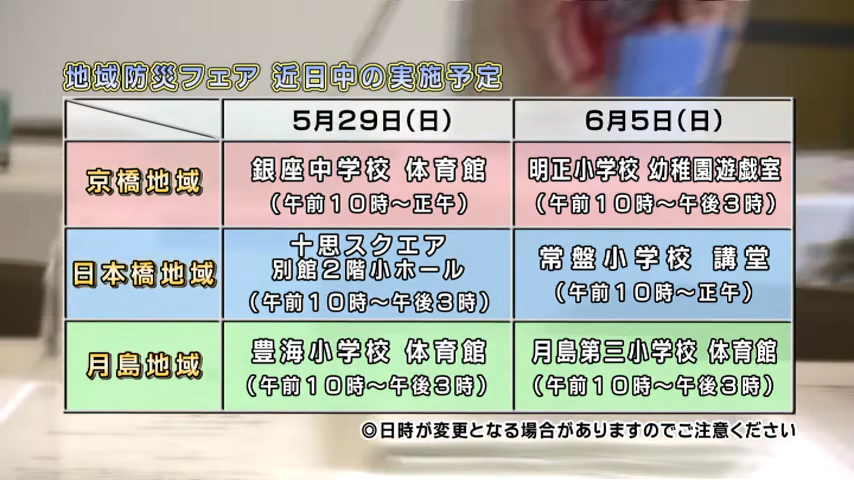 地域防災フェア 近日中の実施予定
5月29日(日)
6月5日(日)
京橋地域
銀座中学校 体育館
(午前10時〜正午)
明正小学校 幼稚園遊戯室
(午前10時〜午後3時)
日本橋地域
十思スクエア
別館2階小ホール
(午前10時〜午後3時)
常盤小学校 講堂
(午前10時〜正午)
月島地域
豊海小学校 体育館
(午前10時〜午後3時)
月島第三小学校 体育館
(午前10時〜午後3時)
◎日時が変更となる場合がありますのでご注意ください